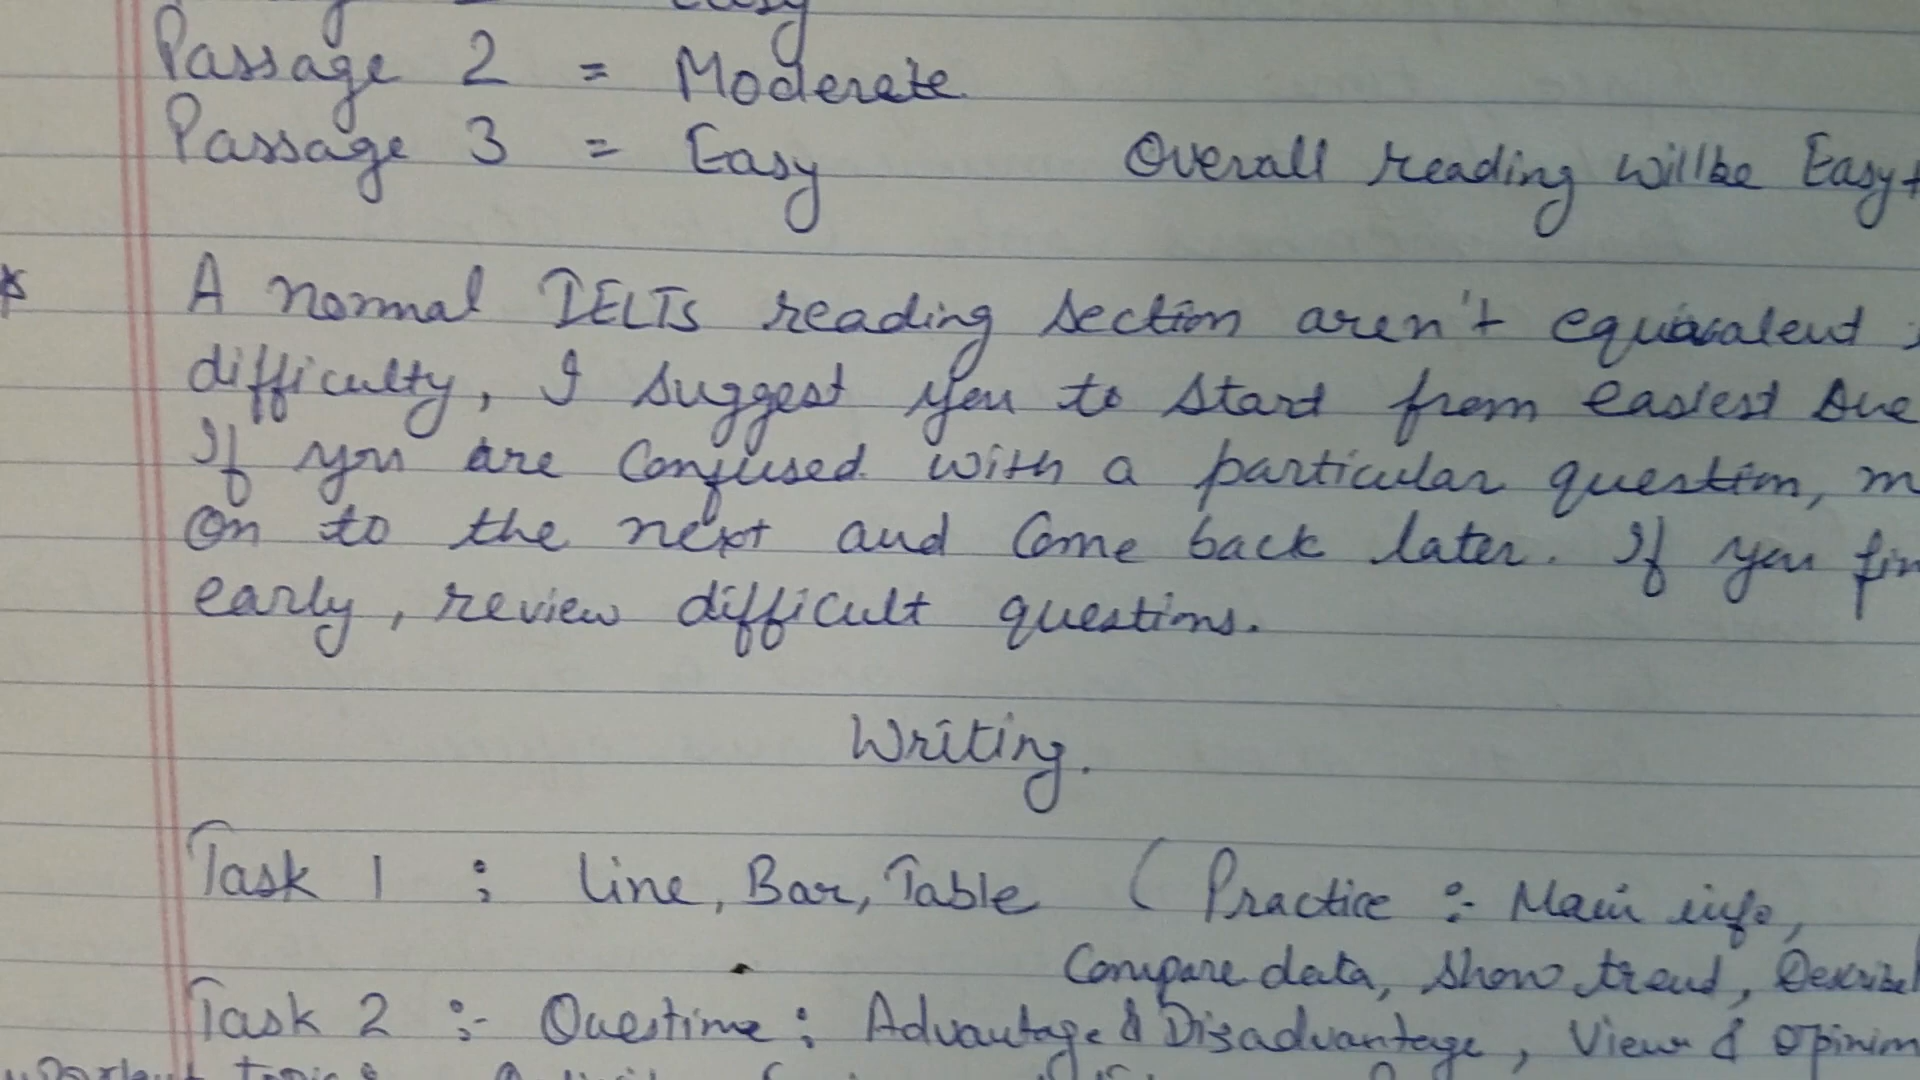 Passage 2 = Moderate.
Passage 3 = Easy Overall reading will be Easy+
A normal IELTS reading section aren't equavalent
difficulty, I suggest you to start from easiest
If you are confused with a particular question,
on to the next and come back later. If you
early, review difficult questions.
Writing.
Task 1 : line, Bar, Table ( Practice :- Main info,
Compare data, show trend,
Task 2 :- Questions : Advantage & Disadvantage, View & opinion